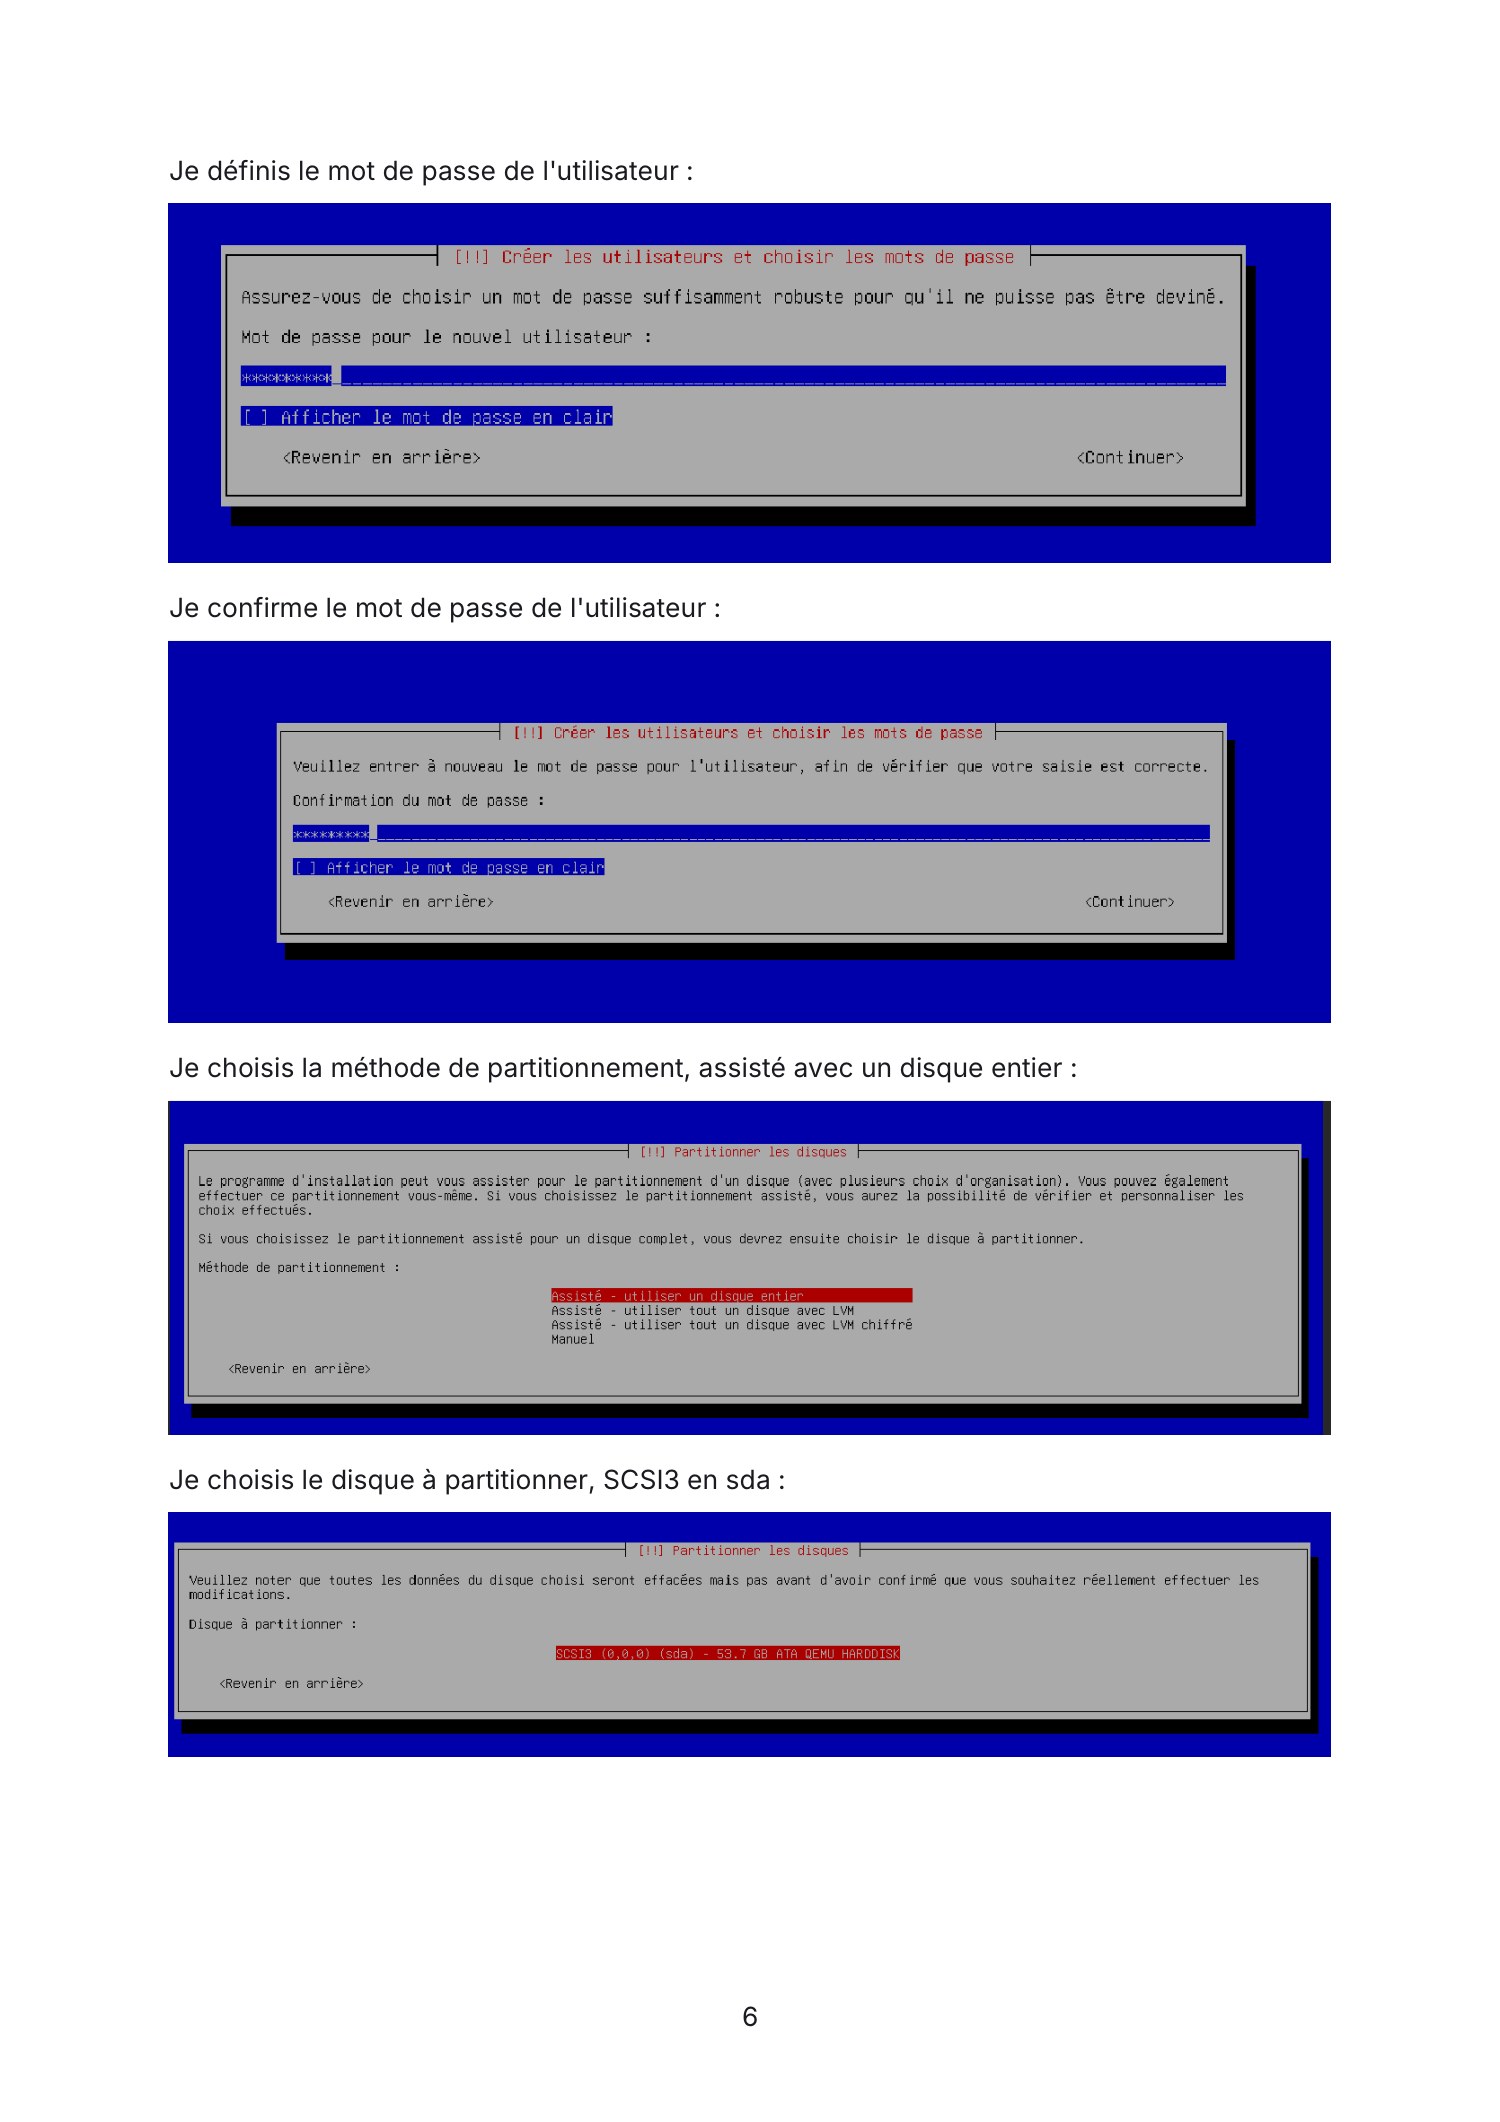 Je définis le mot de passe de l'utilisateur :
[!!] Créer les utilisateurs et choisir les mots de passe
Assurez-vous de choisir un mot de passe suffisamment robuste pour qu'il ne puisse pas être deviné.
Mot de passe pour le nouvel utilisateur :
*********
[ ] Afficher le mot de passe en clair
<Revenir en arrière> <Continuer>
Je confirme le mot de passe de l'utilisateur :
[!!] Créer les utilisateurs et choisir les mots de passe
Veuillez entrer à nouveau le mot de passe pour l'utilisateur, afin de vérifier que votre saisie est correcte.
Confirmation du mot de passe :
*********
[ ] Afficher le mot de passe en clair
<Revenir en arrière> <Continuer>
Je choisis la méthode de partitionnement, assisté avec un disque entier :
[!!] Partitionner les disques
Le programme d'installation peut vous assister pour le partitionnement d'un disque (avec plusieurs choix d'organisation). Vous pouvez également
effectuer ce partitionnement vous-même. Si vous choisissez le partitionnement assisté, vous aurez la possibilité de vérifier et personnaliser les
choix effectués.
Si vous choisissez le partitionnement assisté pour un disque complet, vous devrez ensuite choisir le disque à partitionner.
Méthode de partitionnement :
Assisté - utiliser un disque entier
Assisté - utiliser tout un disque avec LVM
Assisté - utiliser tout un disque avec LVM chiffré
Manuel
<Revenir en arrière>
Je choisis le disque à partitionner, SCSI3 en sda :
[!!] Partitionner les disques
Veuillez noter que toutes les données du disque choisi seront effacées mais pas avant d'avoir confirmé que vous souhaitez réellement effectuer les
modifications.
Disque à partitionner :
SCSI3 (0,0,0) (sda) - 53.7 GB ATA QEMU HARDDISK
<Revenir en arrière>
6